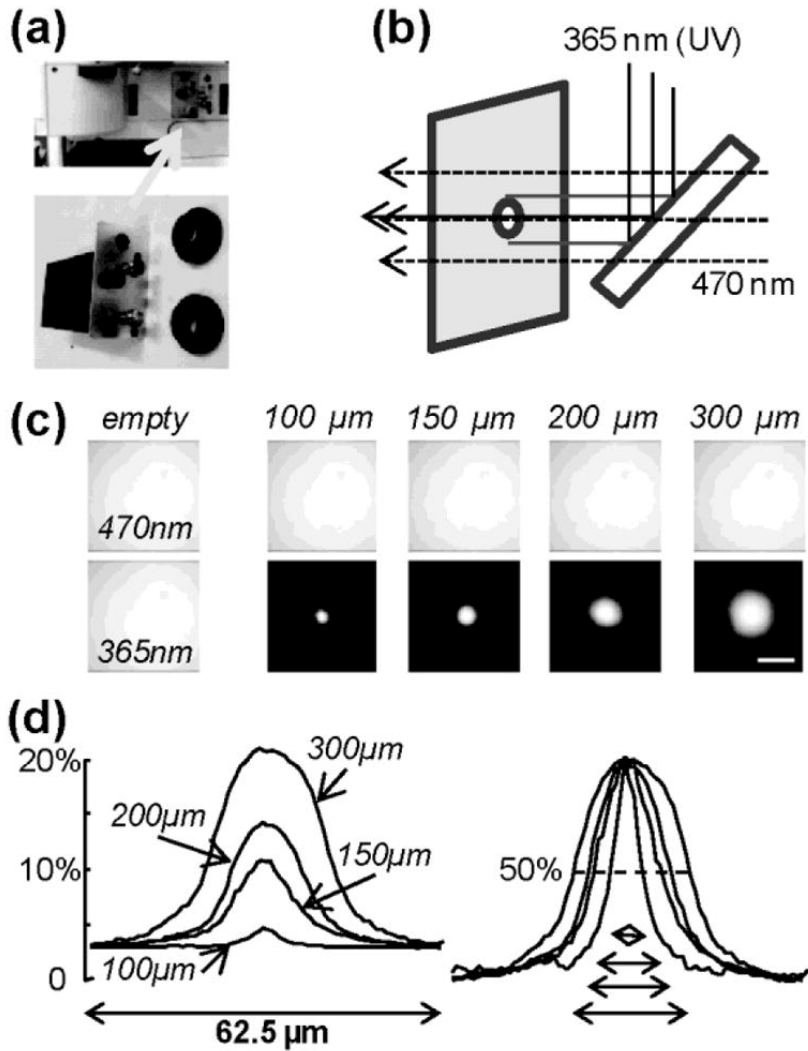 (a)
(b)
365 nm (UV)
470 nm
(c)
empty 100 µm 150 µm 200 µm 300 µm
470nm
365nm
(d)
20%
10%
0
300µm
200µm
150µm
100µm
62.5 µm
50%